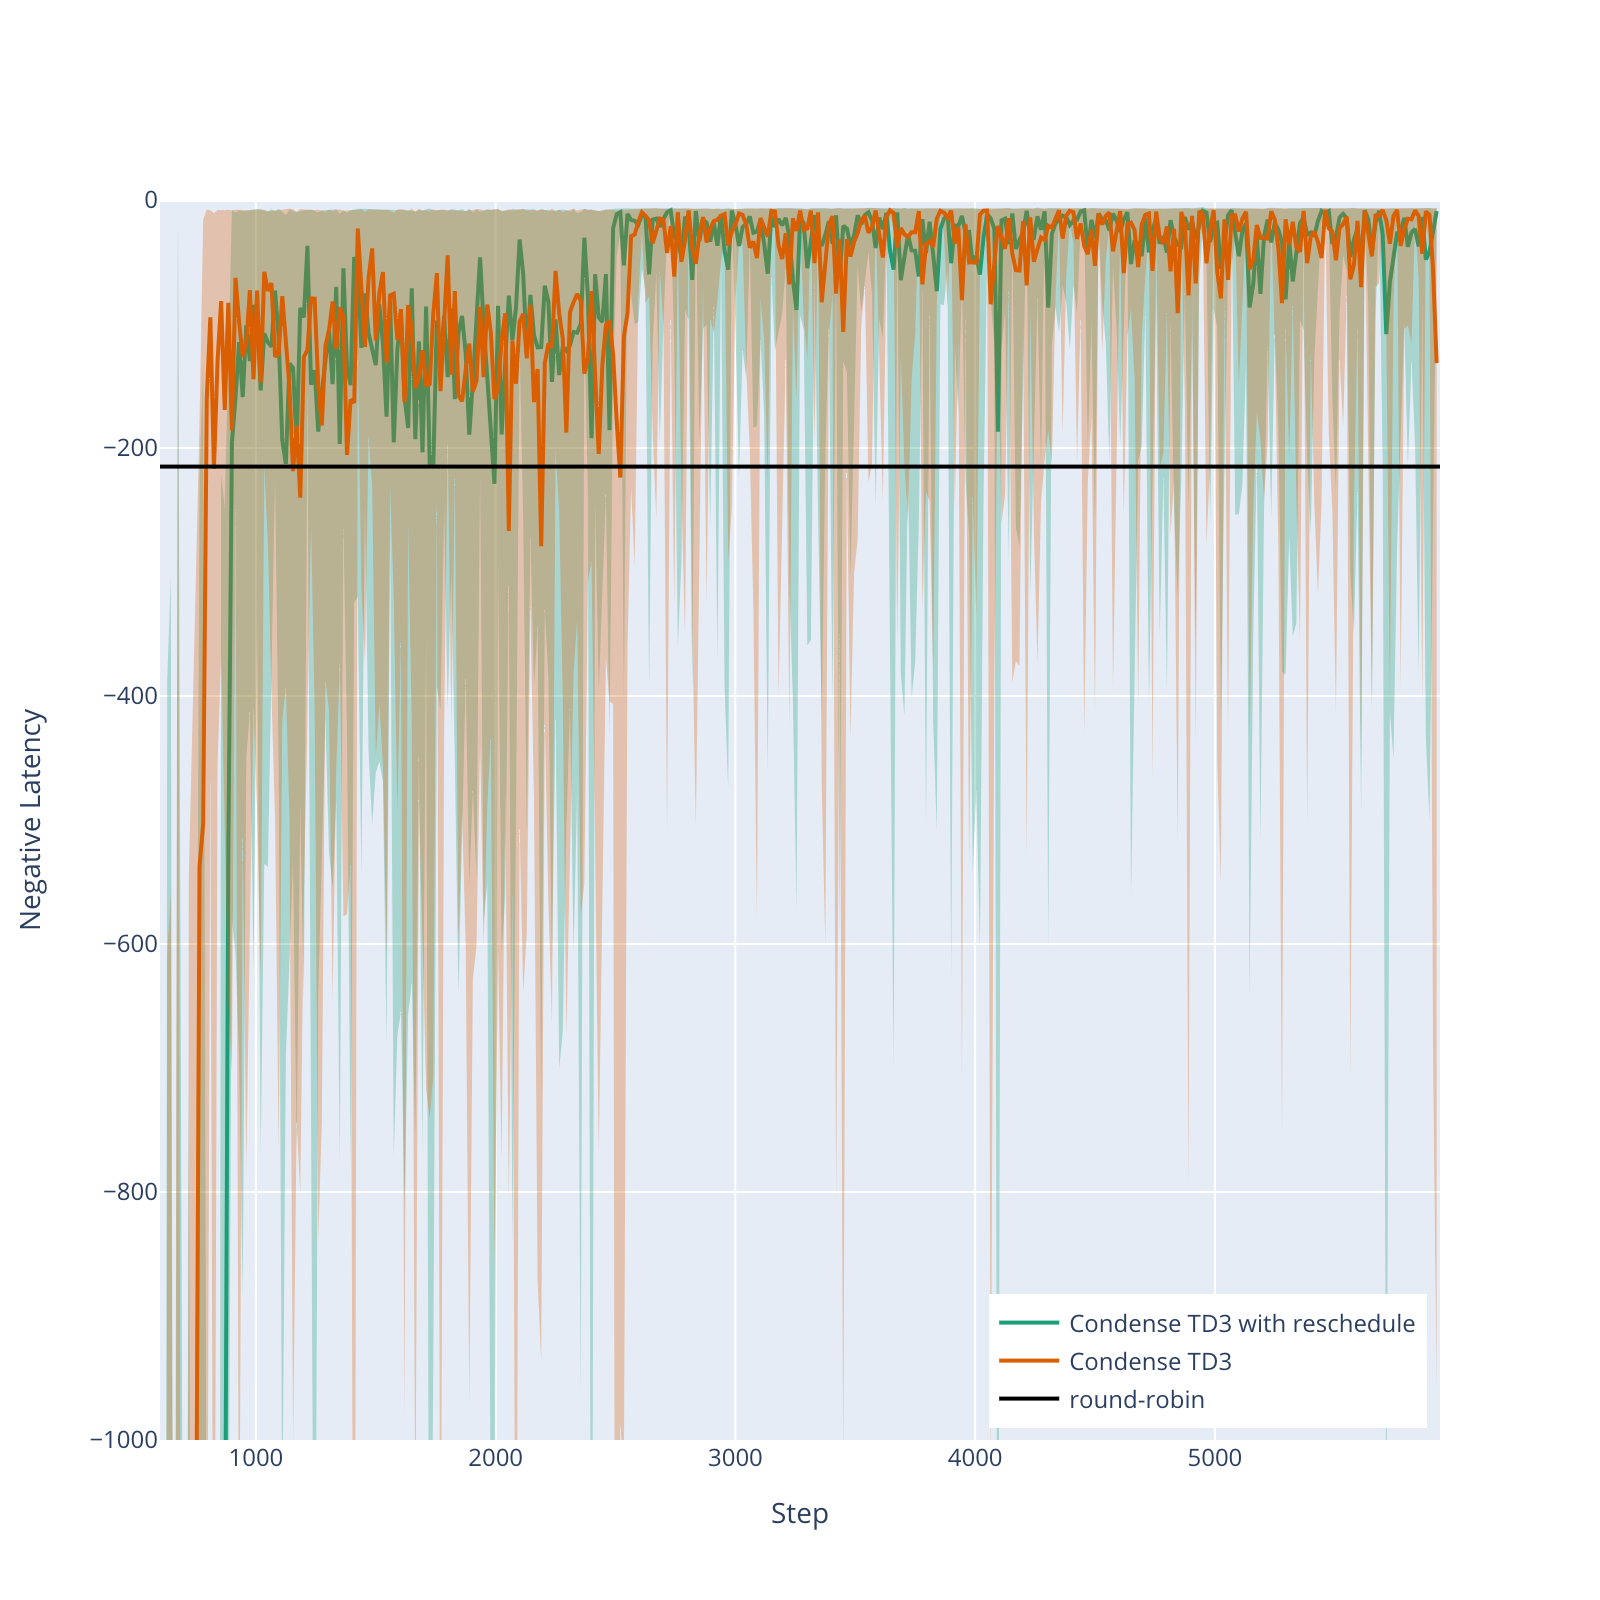 0
−200
−400
−600
−800
−1000
Negative Latency
1000
2000
3000
4000
5000
Step
Condense TD3 with reschedule
Condense TD3
round-robin